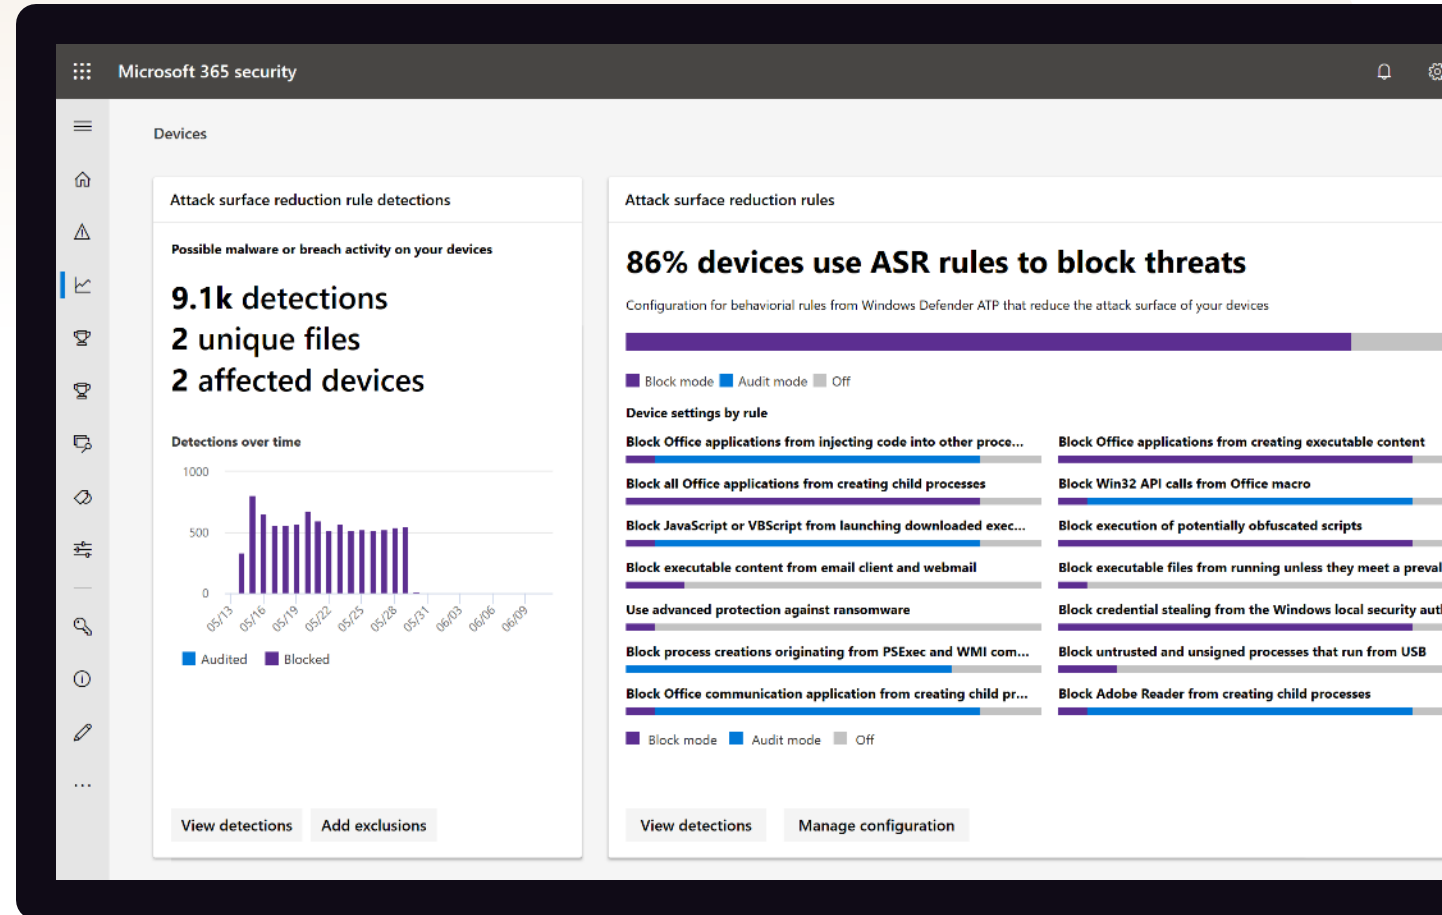 Microsoft 365 security
Devices
Attack surface reduction rule detections
Possible malware or breach activity on your devices
9.1k detections
2 unique files
2 affected devices
Detections over time
1000
500
0
05/13 05/16 05/19 05/22 05/25 05/28 05/31 06/03 06/06 06/09
Audited Blocked
View detections Add exclusions
Attack surface reduction rules
86% devices use ASR rules to block threats
Configuration for behaviorial rules from Windows Defender ATP that reduce the attack surface of your devices
Block mode Audit mode Off
Device settings by rule
Block Office applications from injecting code into other proce... Block Office applications from creating executable content
Block all Office applications from creating child processes Block Win32 API calls from Office macro
Block JavaScript or VBScript from launching downloaded exec... Block execution of potentially obfuscated scripts
Block executable content from email client and webmail Block executable files from running unless they meet a preval
Use advanced protection against ransomware Block credential stealing from the Windows local security aut
Block process creations originating from PSExec and WMI com... Block untrusted and unsigned processes that run from USB
Block Office communication application from creating child pr... Block Adobe Reader from creating child processes
Block mode Audit mode Off
View detections Manage configuration